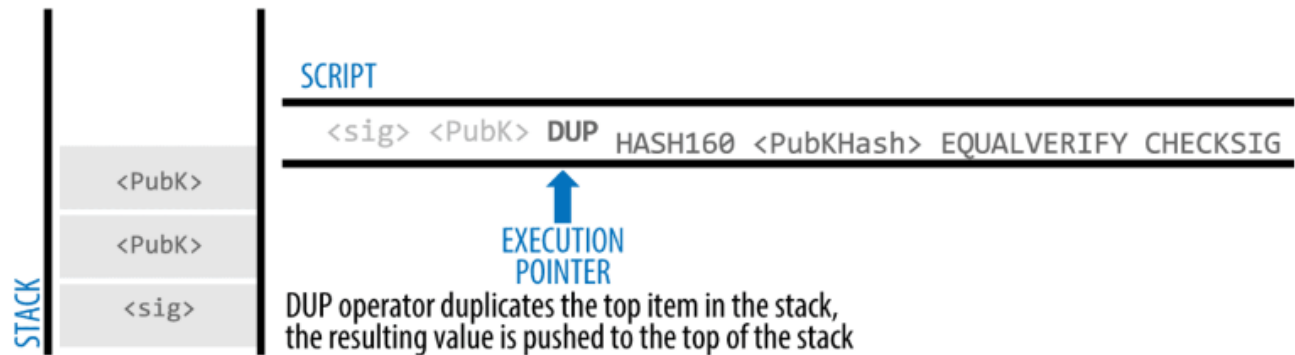 SCRIPT
<sig> <PubK> DUP HASH160 <PubKHash> EQUALVERIFY CHECKSIG
<PubK>
<PubK>
<sig>
STACK
EXECUTION
POINTER
DUP operator duplicates the top item in the stack,
the resulting value is pushed to the top of the stack